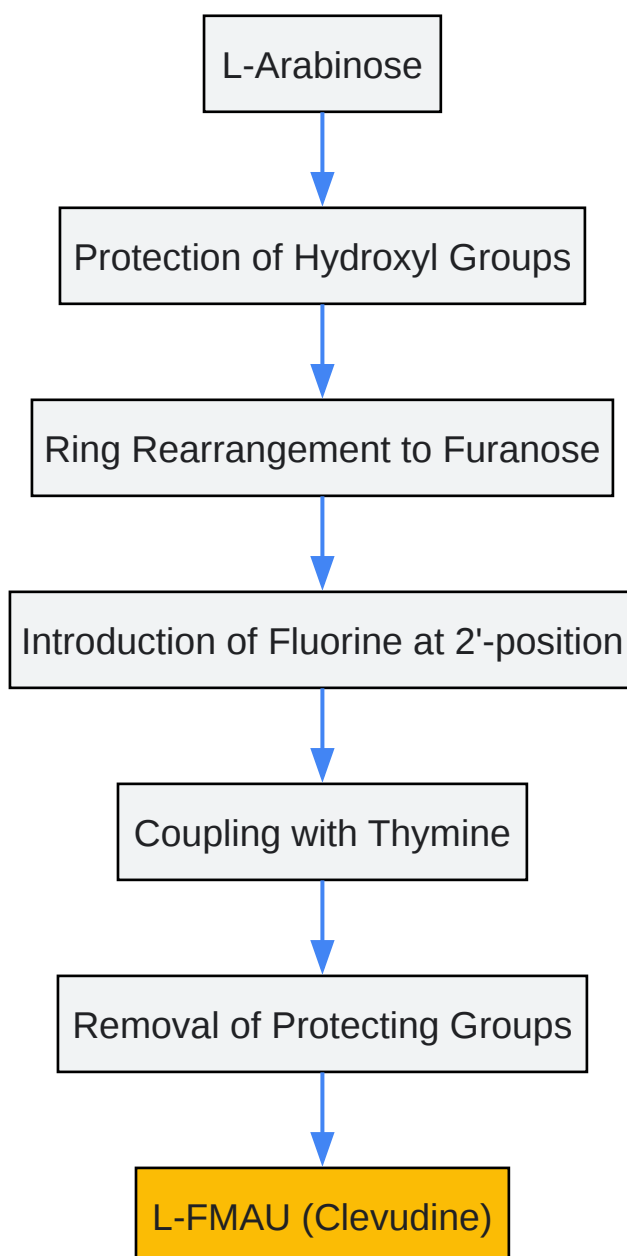 L-Arabinose
Protection of Hydroxyl Groups
Ring Rearrangement to Furanose
Introduction of Fluorine at 2'-position
Coupling with Thymine
Removal of Protecting Groups
L-FMAU (Clevudine)